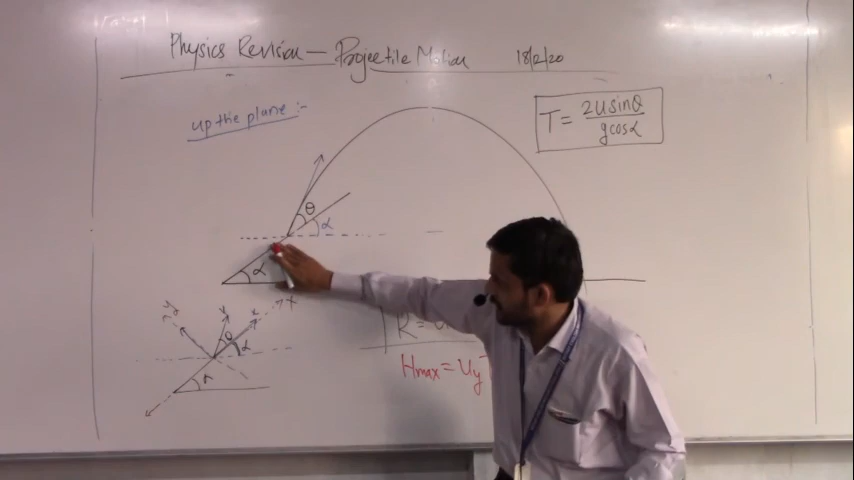 Physics Revision — Projectile Motion 18/2/20
up the plane :-
T = 2usinθ / gcosα
θ
α
α
y
x
x
θ
α
α
R = u
Hmax = uy